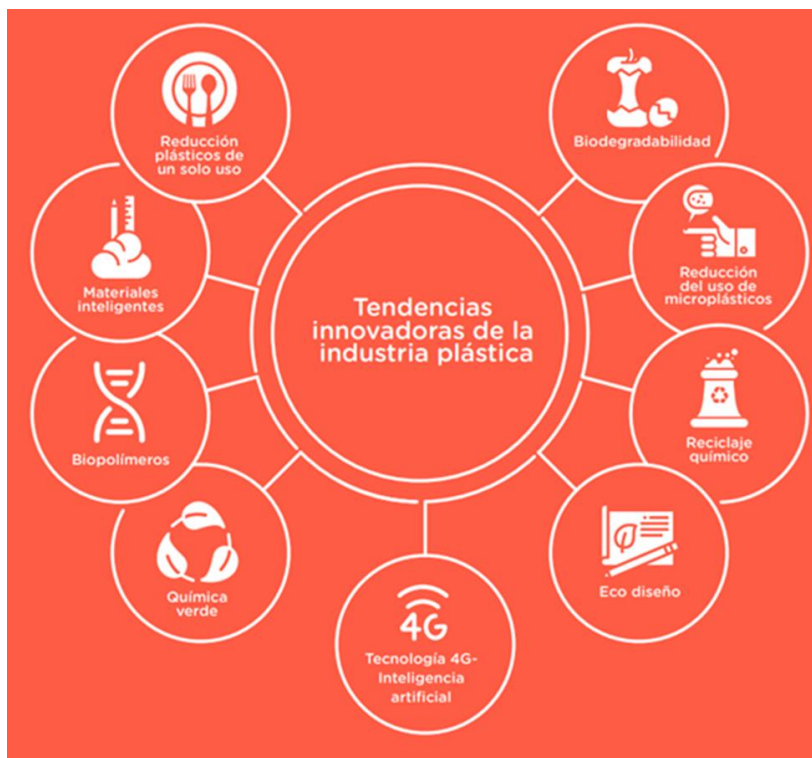 Tendencias
innovadoras de la
industria plástica
Reducción
plásticos de
un solo uso
Materiales
inteligentes
Biopolímeros
Química
verde
4G
Tecnología 4G-
Inteligencia
artificial
Eco diseño
Reciclaje
químico
Reducción
del uso de
microplásticos
Biodegradabilidad